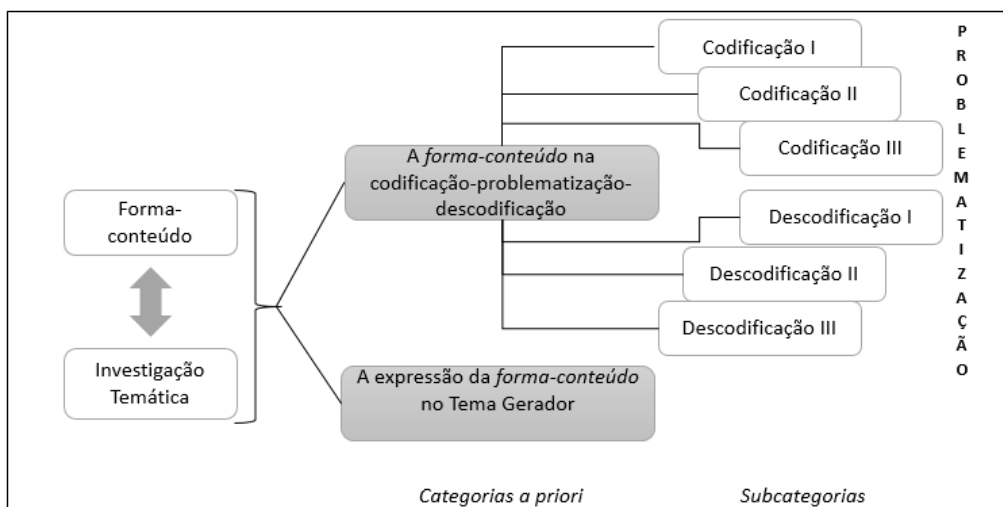 Forma-
conteúdo
Investigação
Temática
A forma-conteúdo na
codificação-problematização-
descodificação
A expressão da forma-conteúdo
no Tema Gerador
Categorias a priori
Codificação I
Codificação II
Codificação III
Descodificação I
Descodificação II
Descodificação III
Subcategorias
PROBLEMATIZAÇÃO